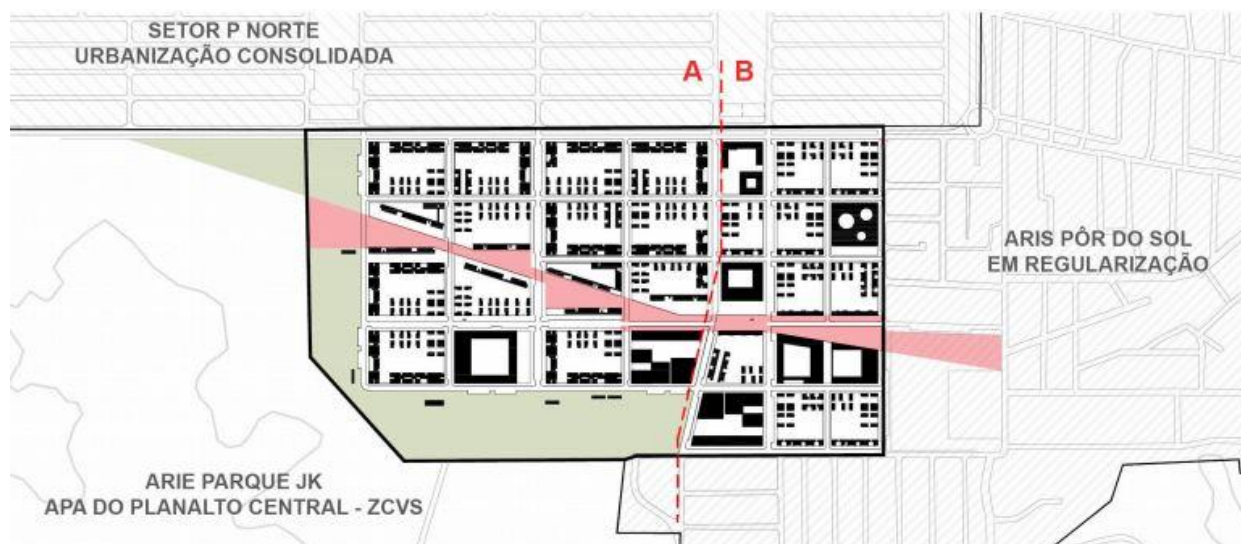 SETOR P NORTE
URBANIZAÇÃO CONSOLIDADA
A B
ARIS PÔR DO SOL
EM REGULARIZAÇÃO
ARIE PARQUE JK
APA DO PLANALTO CENTRAL - ZCVS